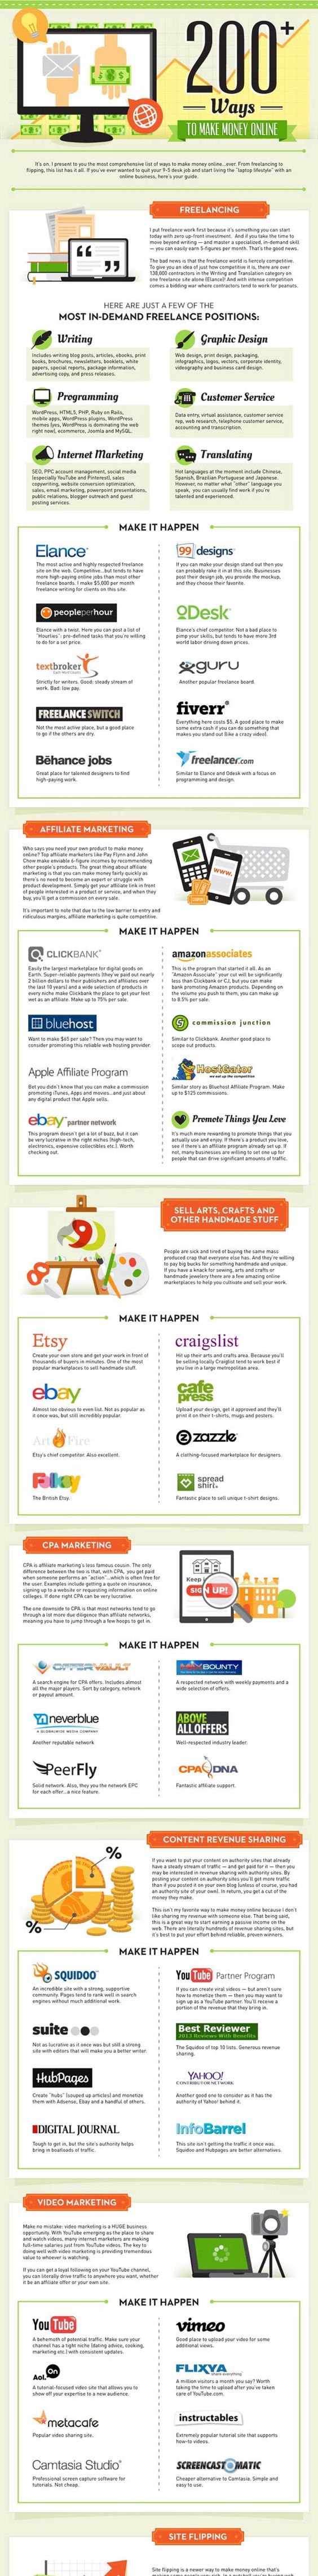 200+
Ways
TO MAKE MONEY ONLINE
It's on. I present to you the most comprehensive list of ways to make money online...ever. From freelancing to
flipping, this list has it all. If you've ever wanted to quit your 9-5 desk job and start living the "laptop lifestyle" with an
online business, here's your guide.
FREELANCING
I put freelance work first because it's something you can start
today with zero up-front investment. And if you take the time to
move beyond writing — and master a specialized, in-demand skill
— you can easily earn 5-figures per month. That's the good news.
The bad news is that the freelance world is fiercely competitive.
To give you an idea of just how competitive it is, there are over
contractors in the Writing and Translation category on
one freelance site alone (Elance)! And with intense competition
comes a bidding war where contractors tend to work for peanuts.
HERE ARE JUST A FEW OF THE
MOST IN-DEMAND FREELANCE POSITIONS:
Writing
Includes writing blog posts, articles, ebooks, print
books, brochures, newsletters, booklets, white
papers, special reports, package information,
advertising copy, and press releases.
Graphic Design
Web design, print design, packaging,
infographics, logos, vectors, corporate identity,
videography and business card design.
Programming
WordPress, HTML5, PHP, Ruby on Rails,
mobile apps, WordPress plugins, WordPress
themes (yes, WordPress is dominating the web
right now), ecommerce, Joomla and MySQL.
Customer Service
Data entry, virtual assistance, customer service
rep, web research, telephone customer service,
accounting and transcription.
Internet Marketing
SEO, PPC account management, social media
(especially YouTube and Pinterest), sales
copywriting, website conversion optimization,
sales, email marketing, powerpoint presentations,
public relations, blogger outreach and guest
posting services.
Translating
Hot languages at the moment include Chinese,
Spanish, Brazilian Portuguese and Japanese.
However, no matter what "other" language you
speak, you can usually find work if you're
talented and experienced.
MAKE IT HAPPEN
Elance
The most active and highly respected freelance
site on the web. Competitive...but tends to have
more high-paying online jobs than most other
freelance boards. I make $5,000 per month
freelance writing for clients on this site.
99designs
If you can make your design stand out then you
can probably rake it in at this site. Businesses
post their design job, you provide the mockup,
and they choose their favorite.
peopleperhour
Elance with a twist. Here you can post a list of
"Hourlies": pre-defined tasks that you're willing
to do for a set price.
oDesk
Elance's chief competitor. Not a bad place to
pimp your skills, but tends to have more 3rd
world labor driving down prices.
textbroker
Strictly for writers. Good: steady stream of
work. Bad: low pay.
guru
Another popular freelance board.
FREELANCE SWITCH
Not the most active place, but a good place
to go if the others are dry.
fiverr
Everything here costs $5. A good place to make
some extra cash if you can do something that
makes you stand out (like a crazy video).
Bēhance jobs
Great place for talented designers to find
high-paying work.
freelancer.com
Similar to Elance and Odesk with a focus on
programming and design.
AFFILIATE MARKETING
Who says you need your own product to make money
online? Top affiliate marketers like Pay Flynn and John
Chow make enviable 6-figure incomes by recommending
other people's products. The great thing about affiliate
marketing is that you can make money fairly quickly as
there's no need to become an expert or struggle with
product development. Simply get your affiliate link in front
of people interested in a product or service, and when they
buy, you'll get a commission on every sale.
It's important to note that due to the low barrier to entry and
ridiculous margins, affiliate marketing is quite competitive.
WWW.
MAKE IT HAPPEN
CLICKBANK
Easily the largest marketplace for digital goods on
Earth. Super-reliable payments (they've paid out nearly
2 billion dollars to their publishers and affiliates over
the past 10 years) and a wide selection of products in
every niche make ClickBank a great place to get your feet
wet as an affiliate. Make up to 75% per sale.
amazonassociates
This is the program that started it all. As an
"Amazon Associate" your cut will be significantly
less than Clickbank or CJ, but you can make
bank promoting Amazon products. Depending on
the volume you push to them, you can make up
to 8.5% per sale.
bluehost
Want to make $65 per sale? Then you may want to
consider promoting this reliable web hosting provider.
commission junction
Similar to Clickbank. Another good place to
scope out products.
Apple Affiliate Program
Bet you didn't know that you can make a commission
promoting iTunes, Apps and movies...and just about
any digital product that Apple sells.
HostGator
Similar story as Bluehost Affiliate Program. Make
up to $125 commissions.
ebay partner network
This program doesn't get a lot of buzz, but it can
be very lucrative in the right niches (high-tech,
electronics, expensive collectibles etc.). Worth
checking out.
Promote Things You Love
It's much more rewarding to promote things that you
actually use and enjoy. If there's a product you love,
see if there's an affiliate program already set up. If
not, many businesses are willing to set one up for
people that can drive significant amounts of traffic.
SELL ARTS, CRAFTS AND
OTHER HANDMADE STUFF
People are sick and tired of buying the same mass
produced crap that everyone else has. And they're willing
to pay big bucks for something handmade and unique.
If you have a knack for sewing, arts and crafts or
handmade jewelery there are a few amazing online
marketplaces to help you cultivate and sell your work.
MAKE IT HAPPEN
Etsy
Create your own store and get your work in front of
thousands of buyers in minutes. One of the most
popular marketplaces to sell handmade stuff.
craigslist
Hit up their arts and crafts area. Because you'll
be selling locally Craiglist tend to work best if
you live in a large metropolitan area.
ebay
Almost too obvious to even list. Not as popular as
it once was, but still incredibly popular.
cafe
press
Upload your design, get it approved and they'll
print it on their t-shirts, mugs and posters.
Art Fire
Etsy's chief competitor. Also excellent.
zazzle
A clothing-focused marketplace for designers.
Folksy
The British Etsy.
spread
shirt
Fantastic place to sell unique t-shirt designs.
CPA MARKETING
CPA is affiliate marketing's less famous cousin. The only
difference between the two is that, with CPA, you get paid
when someone performs an "action"...which is often free for
the user. Examples include getting a quote on insurance,
signing up to a website or requesting information on online
colleges. If done right CPA can be very lucrative.
The one downside to CPA is that most networks tend to go
through a lot more due diligence than affiliate networks,
meaning you have to jump through a few hoops to get in.
Keep
SIGN UP!
MAKE IT HAPPEN
OFFERVAULT
A search engine for CPA offers. Includes almost
all the major players. Sort by category, network
or payout amount.
MAXBOUNTY
A respected network with weekly payments and a
wide selection of offers.
neverblue
A GLOBALWIDE MEDIA COMPANY
Another reputable network
ABOVE
ALL OFFERS
Well-respected industry leader.
PeerFly
Solid network. Also, they you the network EPC
for each offer...a nice feature.
CPA DNA
Fantastic affiliate support.
CONTENT REVENUE SHARING
%
%
If you want to put your content on authority sites that already
have a steady stream of traffic — and get paid for it — then you
may be interested in revenue sharing with authority sites. By
posting your content on authority sites you'll get more traffic
than if you posted it on your own blog (unless of course, you had
an authority site of your own). In return, you get a cut of the
money they make.
This isn't my favorite way to make money online because I don't
like sharing my revenue with someone else. That being said,
this is a great way to start earning a passive income on the
web. There are literally hundreds of revenue sharing sites, but
it's best to put your effort behind reliable, proven winners.
MAKE IT HAPPEN
SQUIDOO
An incredible site with a strong, supportive
community. Pages tend to rank well in search
engines without much additional work.
YouTube Partner Program
If you can create viral videos — but aren't sure
how to monetize them — then you may want to
sign up as a YouTube partner. You'll receive a
portion of the revenue that they bring in.
suite
Not as lucrative as it once was but still a strong
site with editors that will make you a better writer.
Best Reviewer
2013 Reviews With Benefits
The Squidoo of top 10 lists. Generous revenue
sharing.
HubPages
Create "hubs" (souped up articles) and monetize
them with Adsense, Ebay and a handful of others.
YAHOO!
CONTRIBUTOR NETWORK
Another good one to consider as it has the
authority of Yahoo! behind it.
DIGITAL JOURNAL
Tough to get in, but the site's authority helps
bring in boatloads of traffic.
InfoBarrel
This site isn't getting the traffic it once was.
Squidoo and Hubpages are better alternatives.
VIDEO MARKETING
Make no mistake: video marketing is a HUGE business
opportunity. With YouTube emerging as the place to share
and watch videos, many internet marketers are making
full-time salaries just from YouTube videos. The key to
doing well with video marketing is providing tremendous
value to whoever is watching.
If you can get a loyal following on your YouTube channel,
you can literally drive traffic to anywhere you want, whether
it be an affiliate offer or your own site.
MAKE IT HAPPEN
YouTube
A behemoth of potential traffic. Make sure your
channel has a tight niche (dating advice, cooking,
marketing etc.) with consistent updates.
vimeo
Good place to upload your video for some
additional views.
Aol. On
A tutorial-focused video site that allows you to
show off your expertise to a new audience.
FLIXYA
share everything
A million visitors a month you say? Worth
taking the time to upload after you've taken
care of YouTube.com.
metacafe
Popular video sharing site.
instructables
Extremely popular tutorial site that supports
how-to videos.
Camtasia Studio
Professional screen capture software for
tutorials. Not cheap.
SCREENCAST-O-MATIC
Cheaper alternative to Camtasia. Simple and
easy to use.
SITE FLIPPING
Site flipping is a newer way to make money online that's